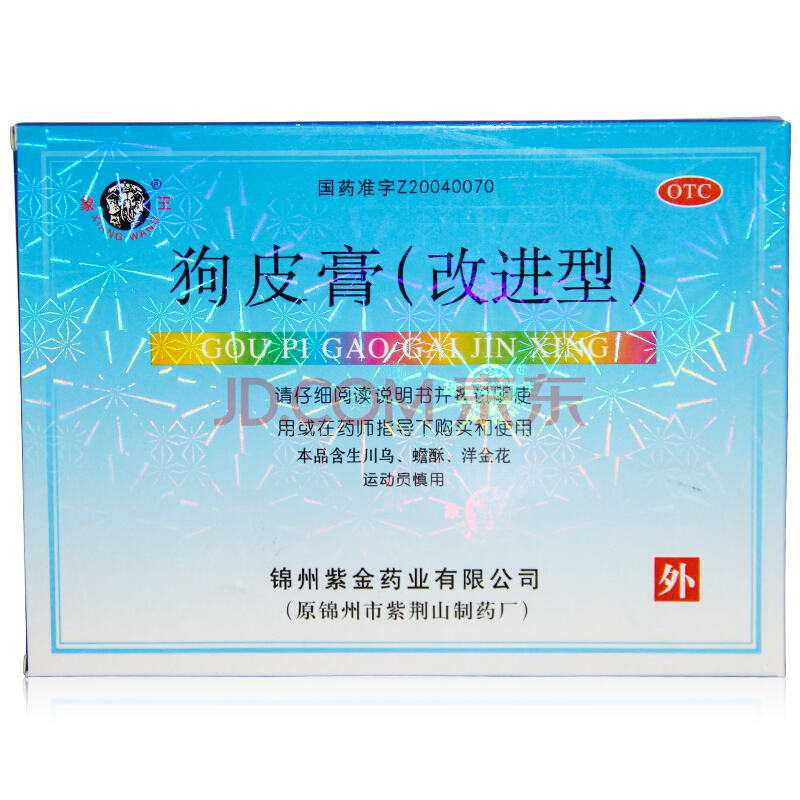 国药准字Z20040070
OTC
象 王 ®
XIANG WANG
狗皮膏（改进型）
GOU PI GAO GAI JIN XING
JD.COM 京东
请仔细阅读说明书并按说明使
用或在药师指导下购买和使用
本品含生川乌、蟾酥、洋金花
运动员慎用
锦州紫金药业有限公司
（原锦州市紫荆山制药厂）
外